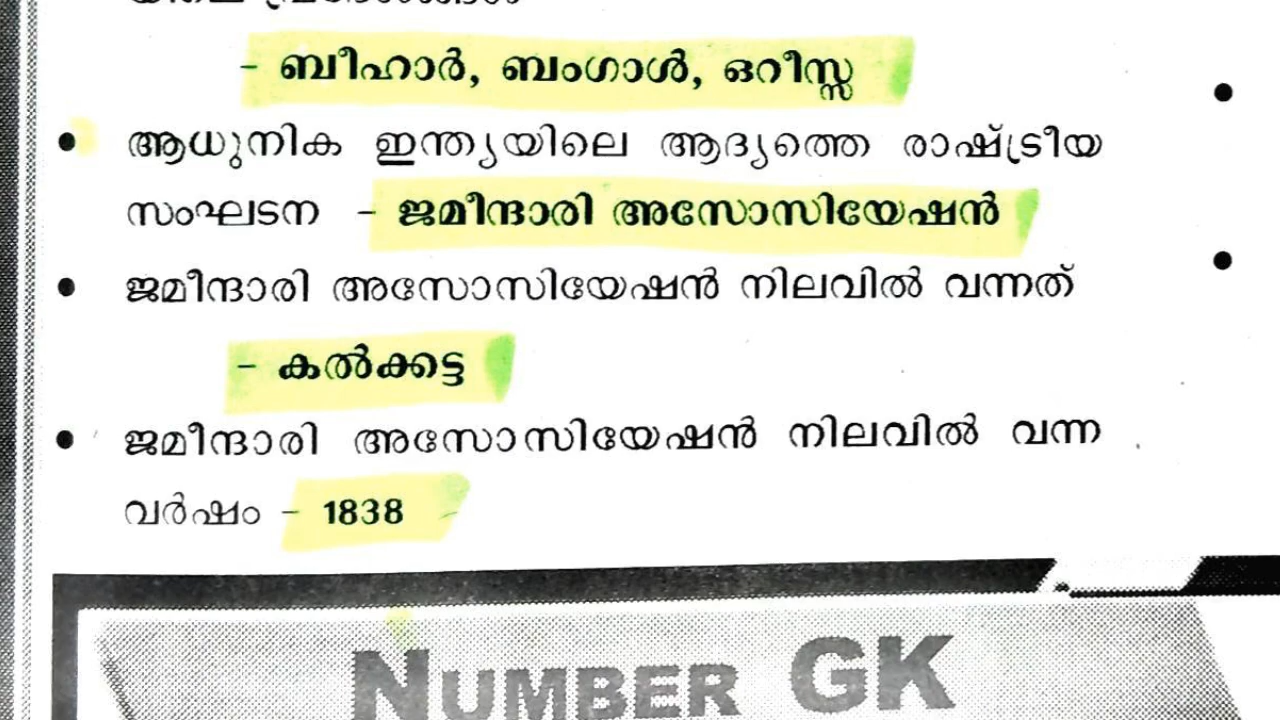 - ബീഹാർ, ബംഗാൾ, ഒറീസ്സ
• ആധുനിക ഇന്ത്യയിലെ ആദ്യത്തെ രാഷ്ട്രീയ
സംഘടന - ജമീന്ദാരി അസോസിയേഷൻ
• ജമീന്ദാരി അസോസിയേഷൻ നിലവിൽ വന്നത്
- കൽക്കട്ട
• ജമീന്ദാരി അസോസിയേഷൻ നിലവിൽ വന്ന
വർഷം - 1838
NUMBER GK